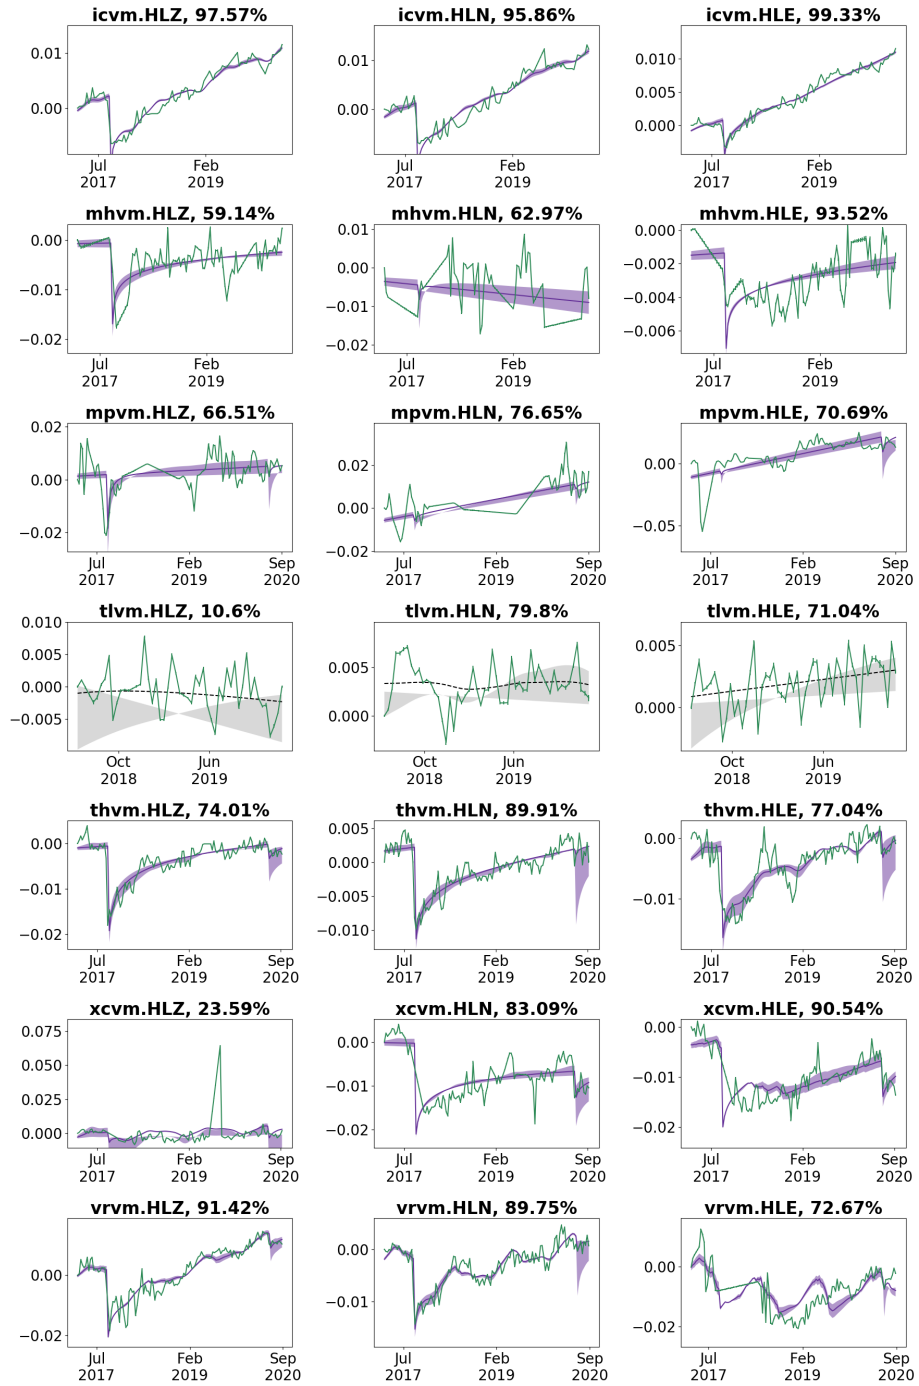 icvm.HLZ, 97.57% icvm.HLN, 95.86% icvm.HLE, 99.33%
0.01
0.00
Jul
2017
Feb
2019
0.01
0.00
Jul
2017
Feb
2019
0.010
0.005
0.000
Jul
2017
Feb
2019
mhvm.HLZ, 59.14% mhvm.HLN, 62.97% mhvm.HLE, 93.52%
0.00
−0.01
−0.02
Jul
2017
Feb
2019
0.01
0.00
−0.01
−0.02
Jul
2017
Feb
2019
0.000
−0.002
−0.004
−0.006
Jul
2017
Feb
2019
mpvm.HLZ, 66.51% mpvm.HLN, 76.65% mpvm.HLE, 70.69%
0.02
0.00
−0.02
Jul
2017
Feb
2019
Sep
2020
0.02
0.00
−0.02
Jul
2017
Feb
2019
Sep
2020
0.00
−0.05
Jul
2017
Feb
2019
Sep
2020
tlvm.HLZ, 10.6% tlvm.HLN, 79.8% tlvm.HLE, 71.04%
0.010
0.005
0.000
−0.005
Oct
2018
Jun
2019
0.005
0.000
Oct
2018
Jun
2019
0.005
0.000
Oct
2018
Jun
2019
thvm.HLZ, 74.01% thvm.HLN, 89.91% thvm.HLE, 77.04%
0.00
−0.01
−0.02
Jul
2017
Feb
2019
Sep
2020
0.005
0.000
−0.005
−0.010
Jul
2017
Feb
2019
Sep
2020
0.00
−0.01
Jul
2017
Feb
2019
Sep
2020
xcvm.HLZ, 23.59% xcvm.HLN, 83.09% xcvm.HLE, 90.54%
0.075
0.050
0.025
0.000
Jul
2017
Feb
2019
Sep
2020
0.00
−0.01
−0.02
Jul
2017
Feb
2019
Sep
2020
0.00
−0.01
−0.02
Jul
2017
Feb
2019
Sep
2020
vrvm.HLZ, 91.42% vrvm.HLN, 89.75% vrvm.HLE, 72.67%
0.00
−0.02
Jul
2017
Feb
2019
Sep
2020
0.00
−0.01
Jul
2017
Feb
2019
Sep
2020
0.00
−0.02
Jul
2017
Feb
2019
Sep
2020